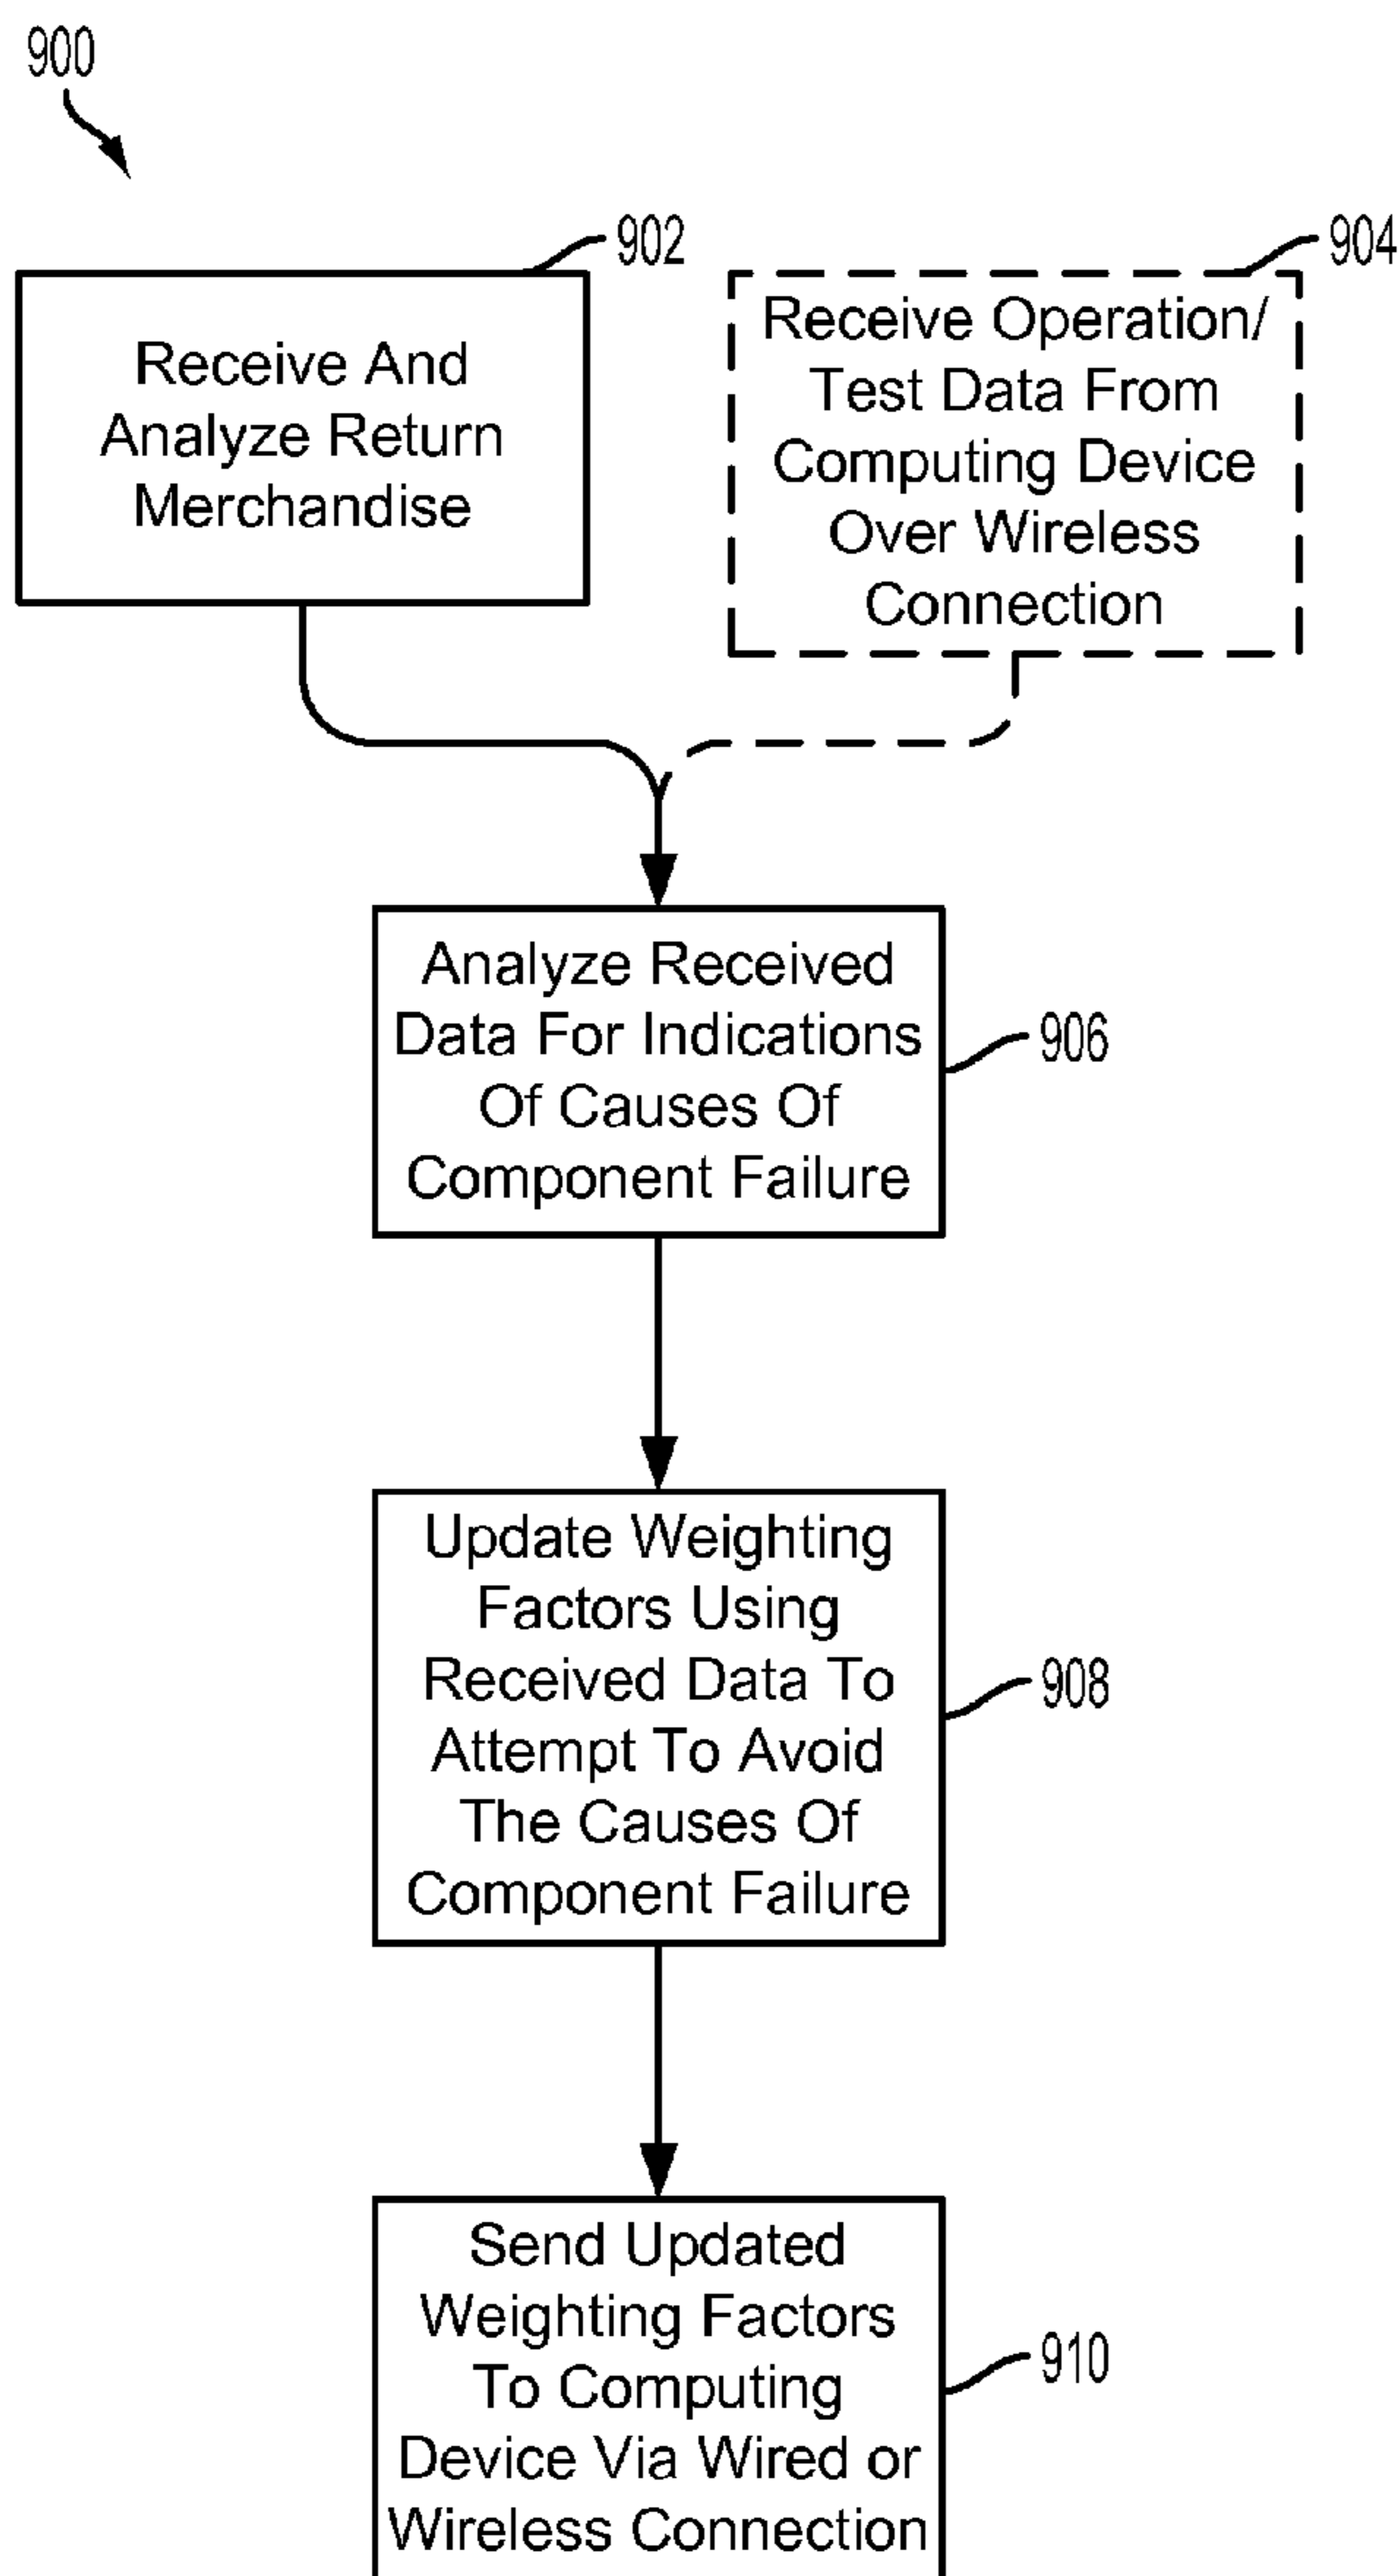 900
902
Receive And
Analyze Return
Merchandise
904
Receive Operation/
Test Data From
Computing Device
Over Wireless
Connection
Analyze Received
Data For Indications
Of Causes Of
Component Failure
906
Update Weighting
Factors Using
Received Data To
Attempt To Avoid
The Causes Of
Component Failure
908
Send Updated
Weighting Factors
To Computing
Device Via Wired or
Wireless Connection
910